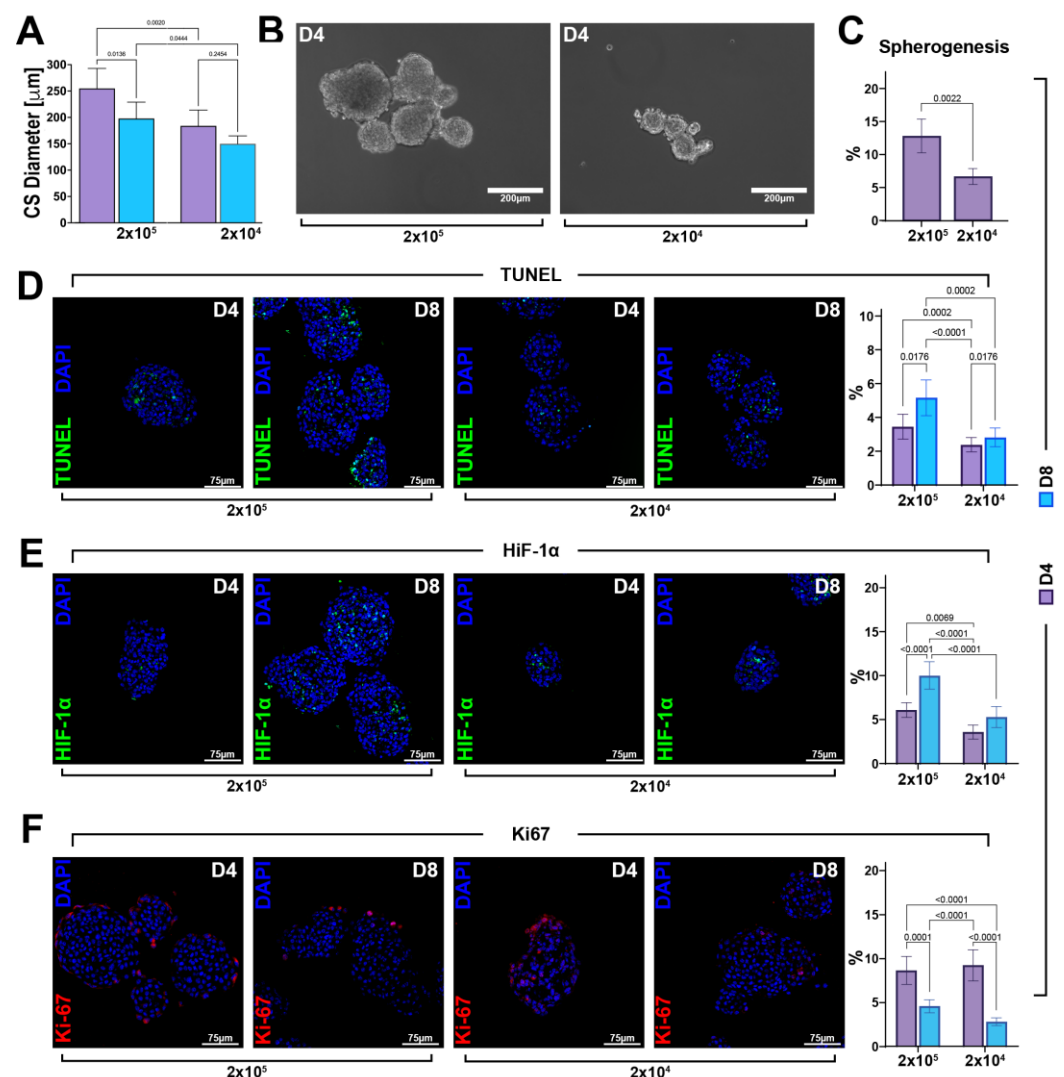 A
0.0020
0.0444
0.0136
0.2454
CS Diameter [µm]
300
250
200
150
100
50
0
2x10⁵
2x10⁴
B
D4
200µm
2x10⁵
D4
200µm
2x10⁴
C
Spherogenesis
0.0022
%
15
10
5
0
2x10⁵
2x10⁴
D
TUNEL
TUNEL DAPI
D4
75µm
TUNEL DAPI
D8
75µm
2x10⁵
TUNEL DAPI
D4
75µm
TUNEL DAPI
D8
75µm
2x10⁴
0.0002
0.0002
<0.0001
0.0176
0.0176
%
10
8
6
4
2
0
2x10⁵
2x10⁴
D8
E
HiF-1α
HIF-1α DAPI
D4
75µm
HIF-1α DAPI
D8
75µm
2x10⁵
HIF-1α DAPI
D4
75µm
HIF-1α DAPI
D8
75µm
2x10⁴
0.0069
<0.0001
<0.0001
<0.0001
%
20
15
10
5
0
2x10⁵
2x10⁴
D4
F
Ki67
Ki-67 DAPI
D4
75µm
Ki-67 DAPI
D8
75µm
2x10⁵
Ki-67 DAPI
D4
75µm
Ki-67 DAPI
D8
75µm
2x10⁴
<0.0001
<0.0001
0.0001
<0.0001
%
20
15
10
5
0
2x10⁵
2x10⁴